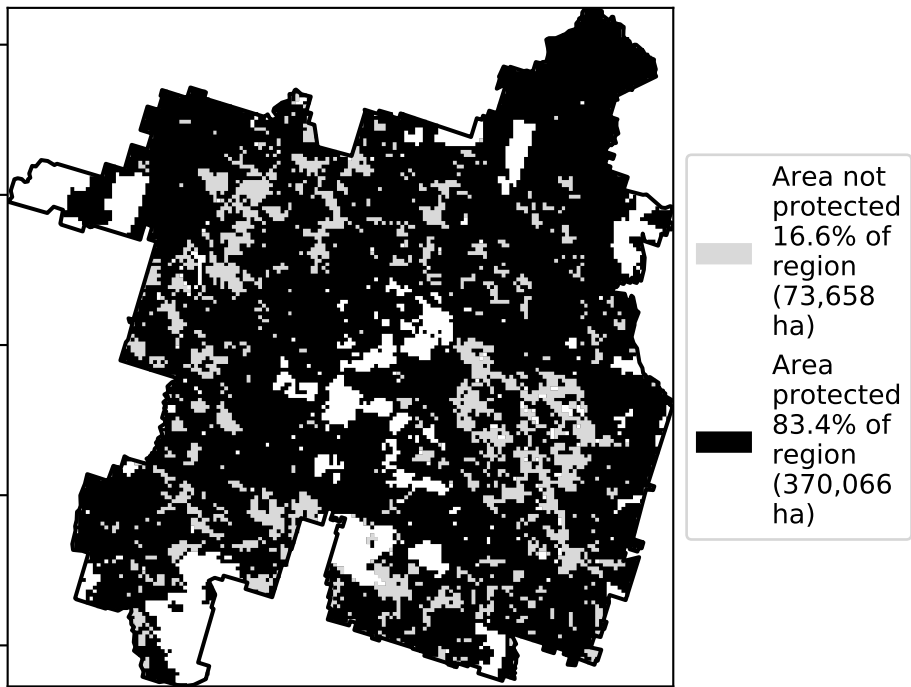 Area not
protected
16.6% of
region
(73,658
ha)
Area
protected
83.4% of
region
(370,066
ha)